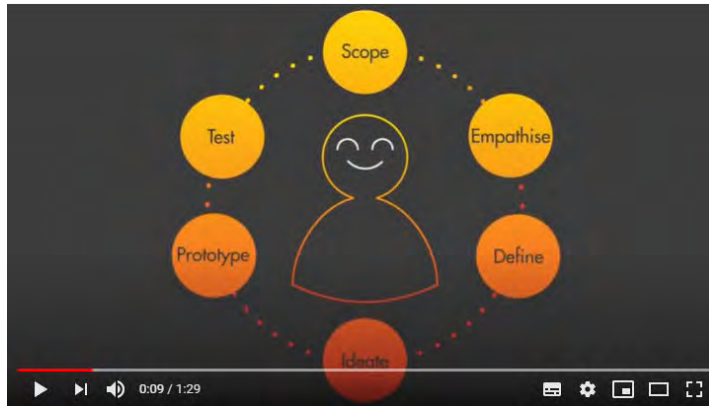 Scope
Test
Empathise
Prototype
Define
Ideate
0:09 / 1:29